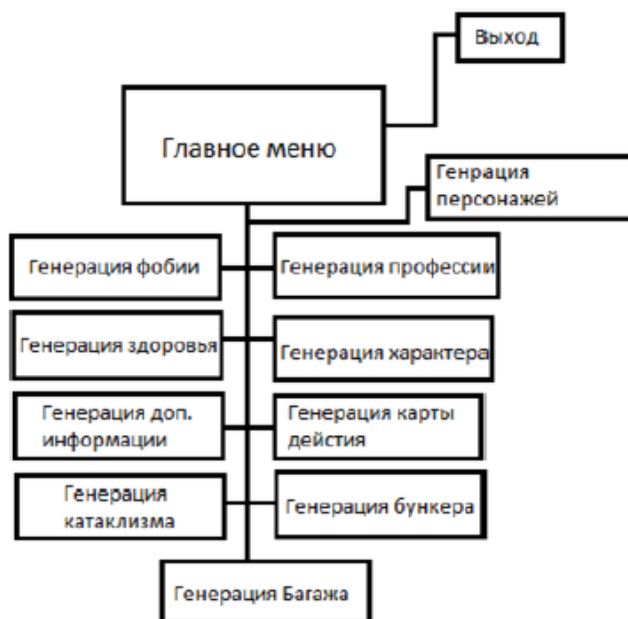 Выход
Главное меню
Генрация
персонажей
Генерация фобии
Генерация профессии
Генерация здоровья
Генерация характера
Генерация доп.
информации
Генерация карты
дейстия
Генерация
катаклизма
Генерация бункера
Генерация Багажа